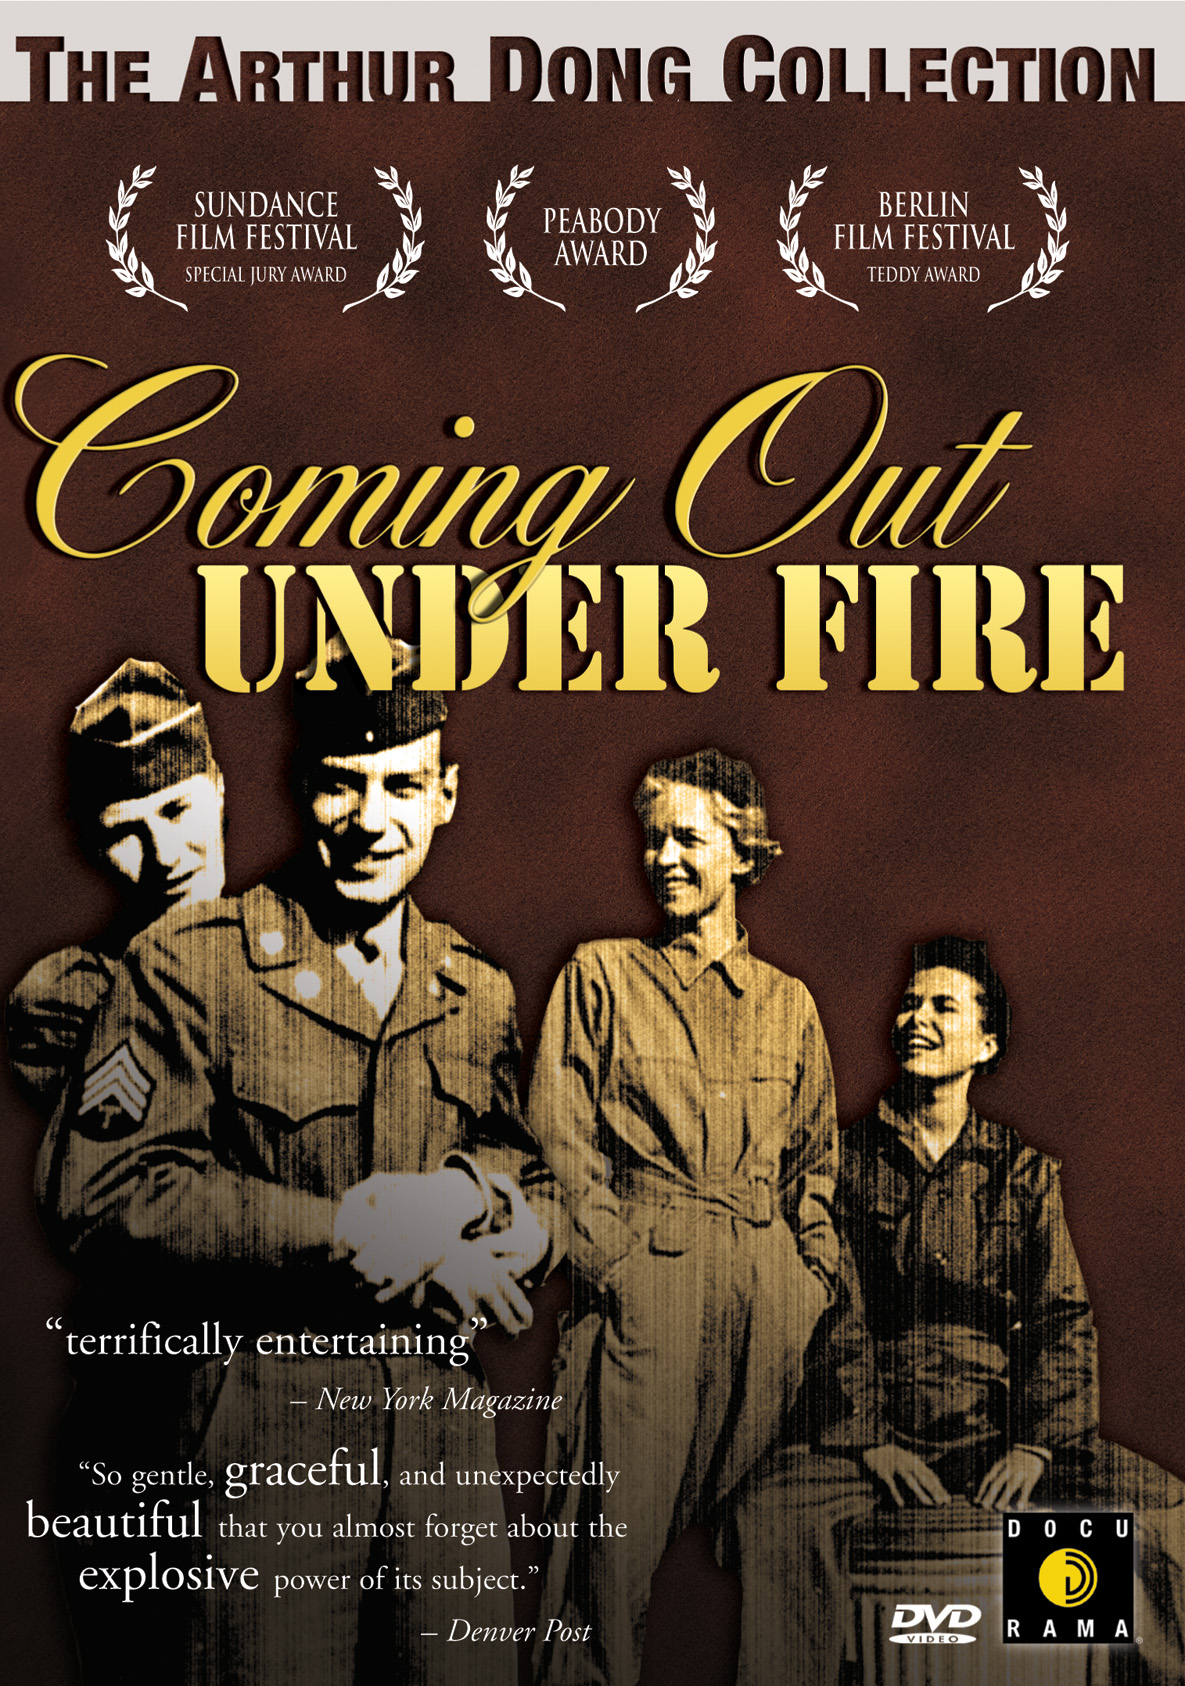 THE ARTHUR DONG COLLECTION
SUNDANCE
FILM FESTIVAL
SPECIAL JURY AWARD
PEABODY
AWARD
BERLIN
FILM FESTIVAL
TEDDY AWARD
Coming Out
UNDER FIRE
“terrifically entertaining”
– New York Magazine
“So gentle, graceful, and unexpectedly
beautiful that you almost forget about the
explosive power of its subject.”
– Denver Post
DVD
VIDEO
DOCU
D
RAMA®